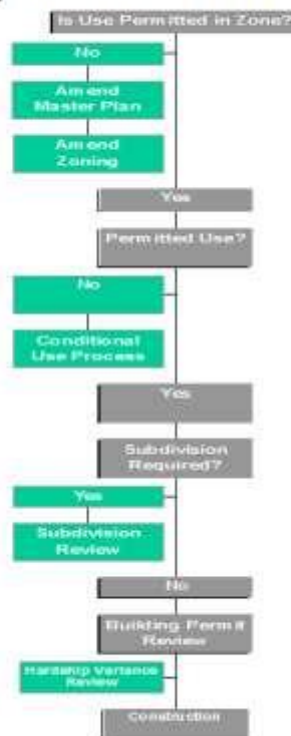 Is Use Permitted in Zone?
No
Amend
Master Plan
Amend
Zoning
Yes
Permitted Use?
No
Conditional
Use Process
Yes
Subdivision
Required?
Yes
Subdivision
Review
No
Building Permit
Review
Hardship Variance
Review
Construction